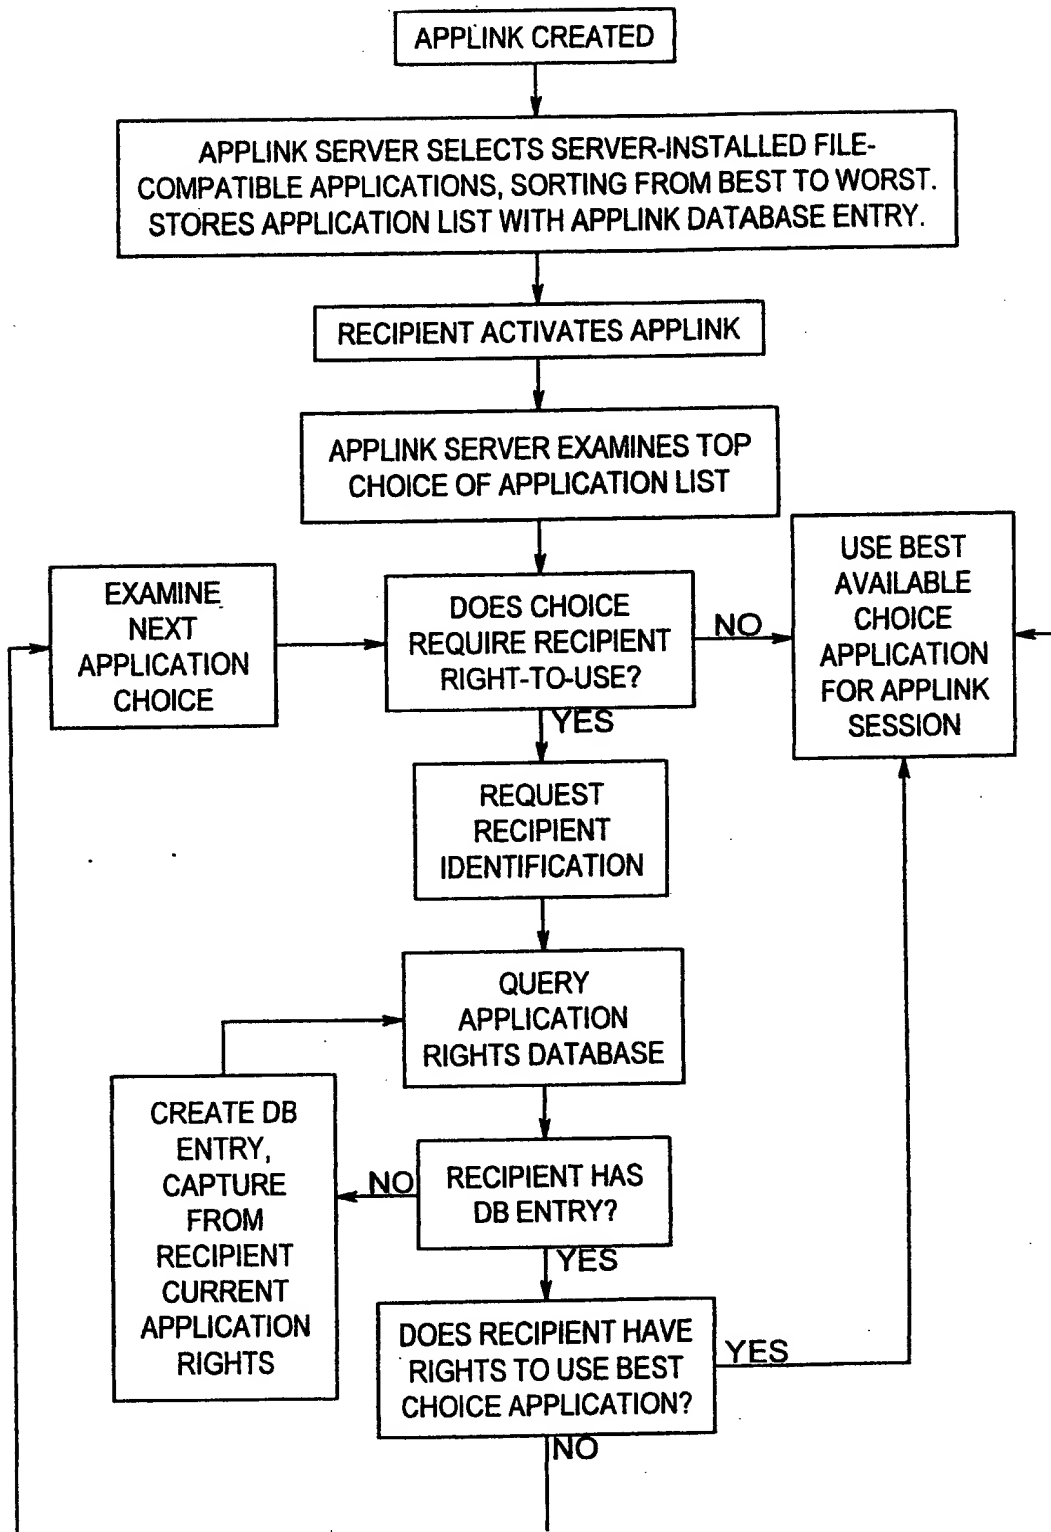 APPLINK CREATED
APPLINK SERVER SELECTS SERVER-INSTALLED FILE-
COMPATIBLE APPLICATIONS, SORTING FROM BEST TO WORST.
STORES APPLICATION LIST WITH APPLINK DATABASE ENTRY.
RECIPIENT ACTIVATES APPLINK
APPLINK SERVER EXAMINES TOP
CHOICE OF APPLICATION LIST
EXAMINE
NEXT
APPLICATION
CHOICE
DOES CHOICE
REQUIRE RECIPIENT
RIGHT-TO-USE?
NO
USE BEST
AVAILABLE
CHOICE
APPLICATION
FOR APPLINK
SESSION
YES
REQUEST
RECIPIENT
IDENTIFICATION
QUERY
APPLICATION
RIGHTS DATABASE
CREATE DB
ENTRY,
CAPTURE
FROM
RECIPIENT
CURRENT
APPLICATION
RIGHTS
NO
RECIPIENT HAS
DB ENTRY?
YES
DOES RECIPIENT HAVE
RIGHTS TO USE BEST
CHOICE APPLICATION?
YES
NO